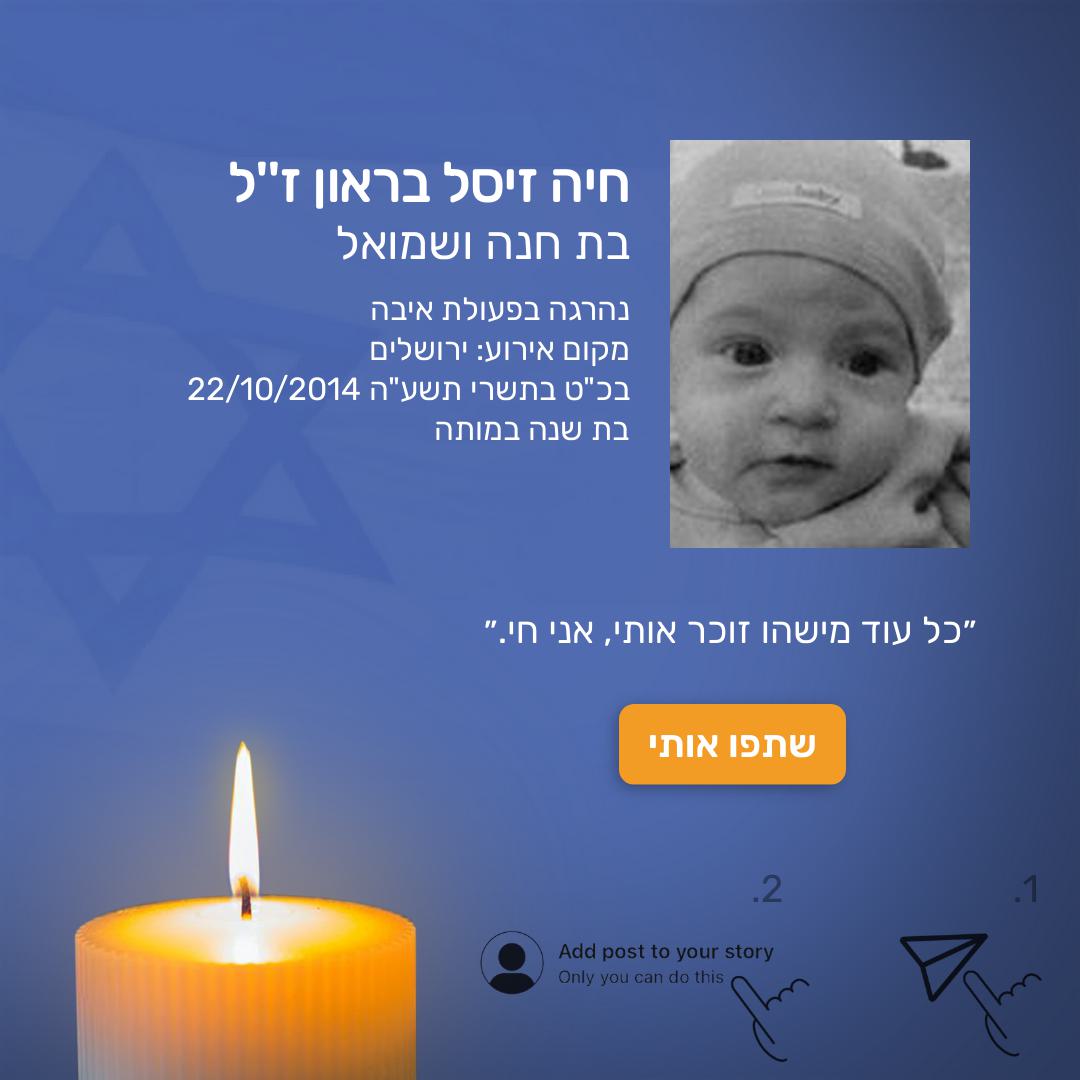 חיה זיסל בראון ז"ל
בת חנה ושמואל
נהרגה בפעולת איבה
מקום אירוע: ירושלים
בכ"ט בתשרי תשע"ה 22/10/2014
בת שנה במותה
baby
״כל עוד מישהו זוכר אותי, אני חי.״
שתפו אותי
.1
.2
Add post to your story
Only you can do this